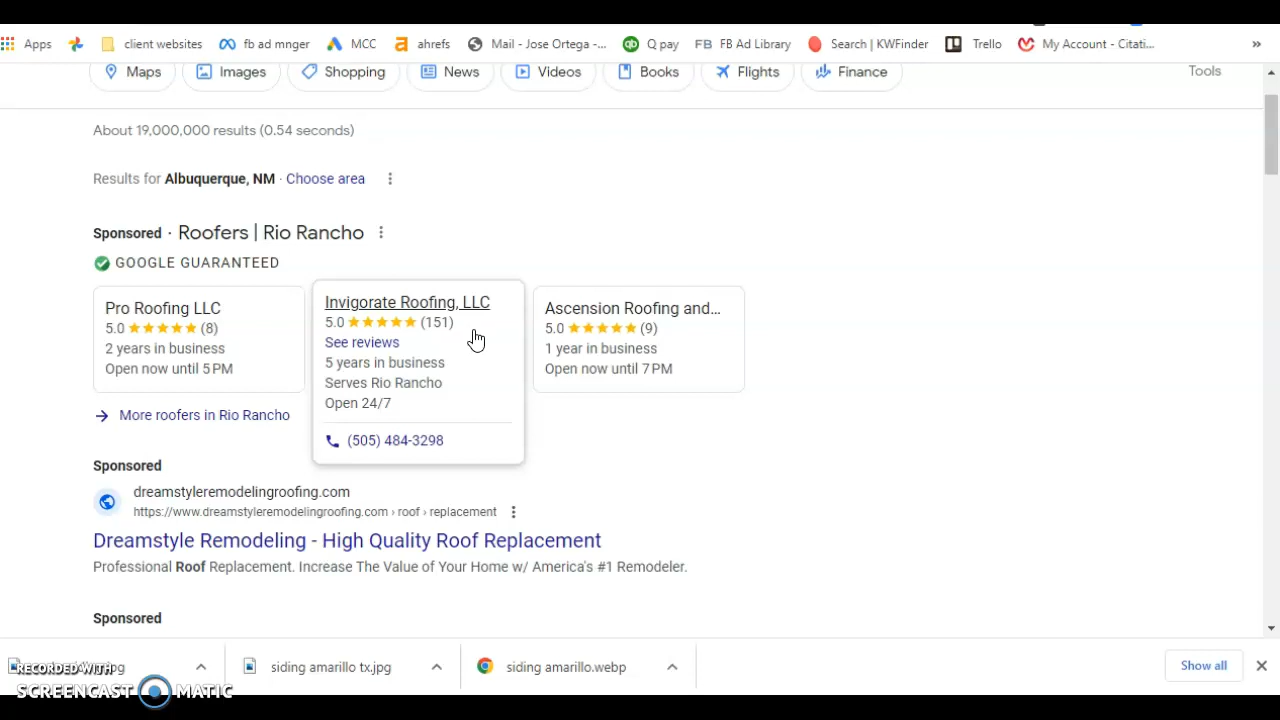 Apps
client websites
fb ad mnger
MCC
ahrefs
Mail - Jose Ortega -...
Q pay
FB FB Ad Library
Search | KWFinder
Trello
My Account - Citati...
»
Maps
Images
Shopping
News
Videos
Books
Flights
Finance
Tools
About 19,000,000 results (0.54 seconds)
Results for Albuquerque, NM · Choose area
Sponsored · Roofers | Rio Rancho
GOOGLE GUARANTEED
Pro Roofing LLC
5.0 ★★★★★ (8)
2 years in business
Open now until 5 PM
Invigorate Roofing, LLC
5.0 ★★★★★ (151)
See reviews
5 years in business
Serves Rio Rancho
Open 24/7
(505) 484-3298
Ascension Roofing and...
5.0 ★★★★★ (9)
1 year in business
Open now until 7 PM
More roofers in Rio Rancho
Sponsored
dreamstyleremodelingroofing.com
https://www.dreamstyleremodelingroofing.com › roof › replacement
Dreamstyle Remodeling - High Quality Roof Replacement
Professional Roof Replacement. Increase The Value of Your Home w/ America's #1 Remodeler.
Sponsored
siding amarillo tx.jpg
siding amarillo.webp
Show all
RECORDED WITH
SCREENCAST MATIC